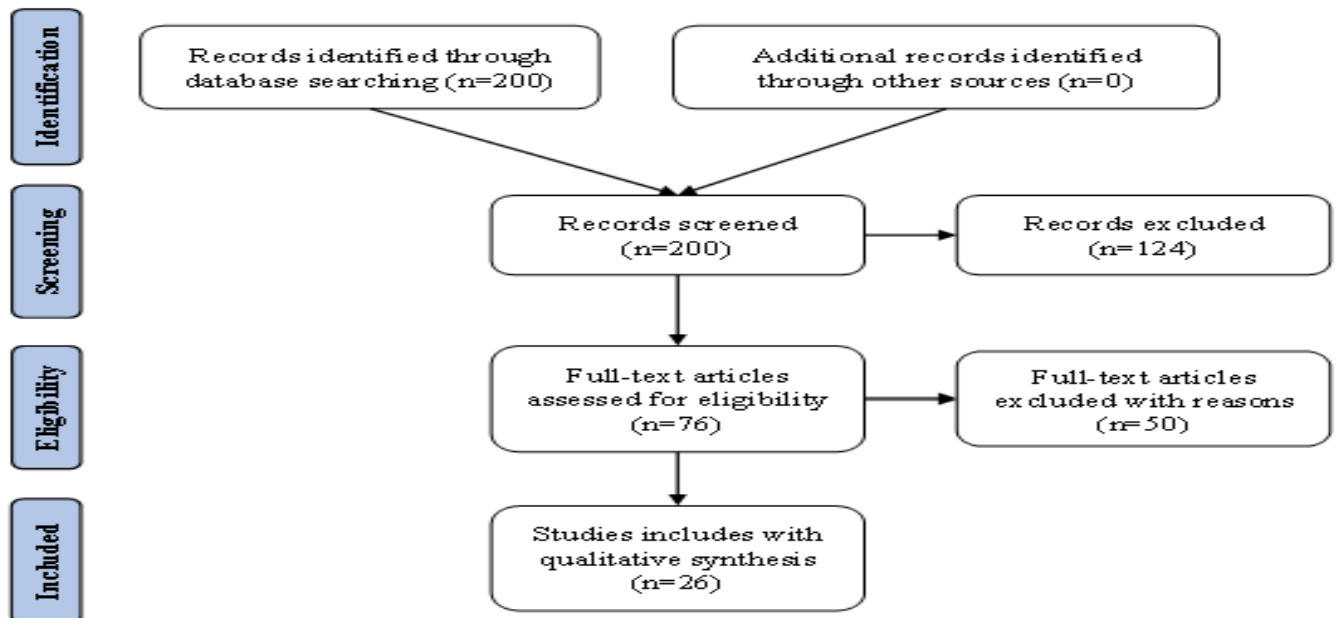 Identification
Records identified through
database searching (n=200)
Additional records identified
through other sources (n=0)
Screening
Records screened
(n=200)
Records excluded
(n=124)
Eligibility
Full-text articles
assessed for eligibility
(n=76)
Full-text articles
excluded with reasons
(n=50)
Included
Studies includes with
qualitative synthesis
(n=26)